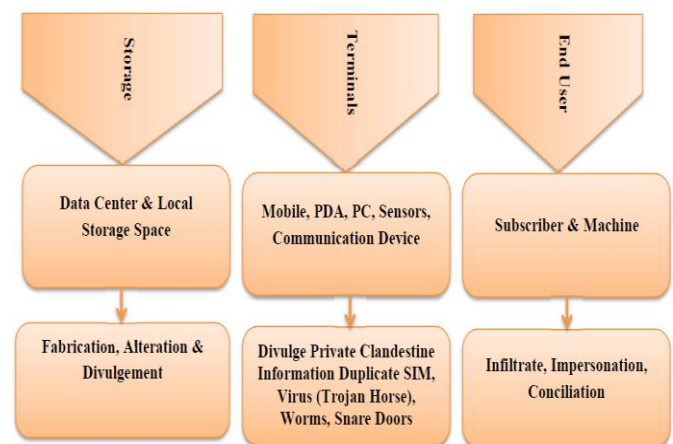 Storage
Terminals
End User
Data Center & Local
Storage Space
Mobile, PDA, PC, Sensors,
Communication Device
Subscriber & Machine
Fabrication, Alteration &
Divulgement
Divulge Private Clandestine
Information Duplicate SIM,
Virus (Trojan Horse),
Worms, Snare Doors
Infiltrate, Impersonation,
Conciliation